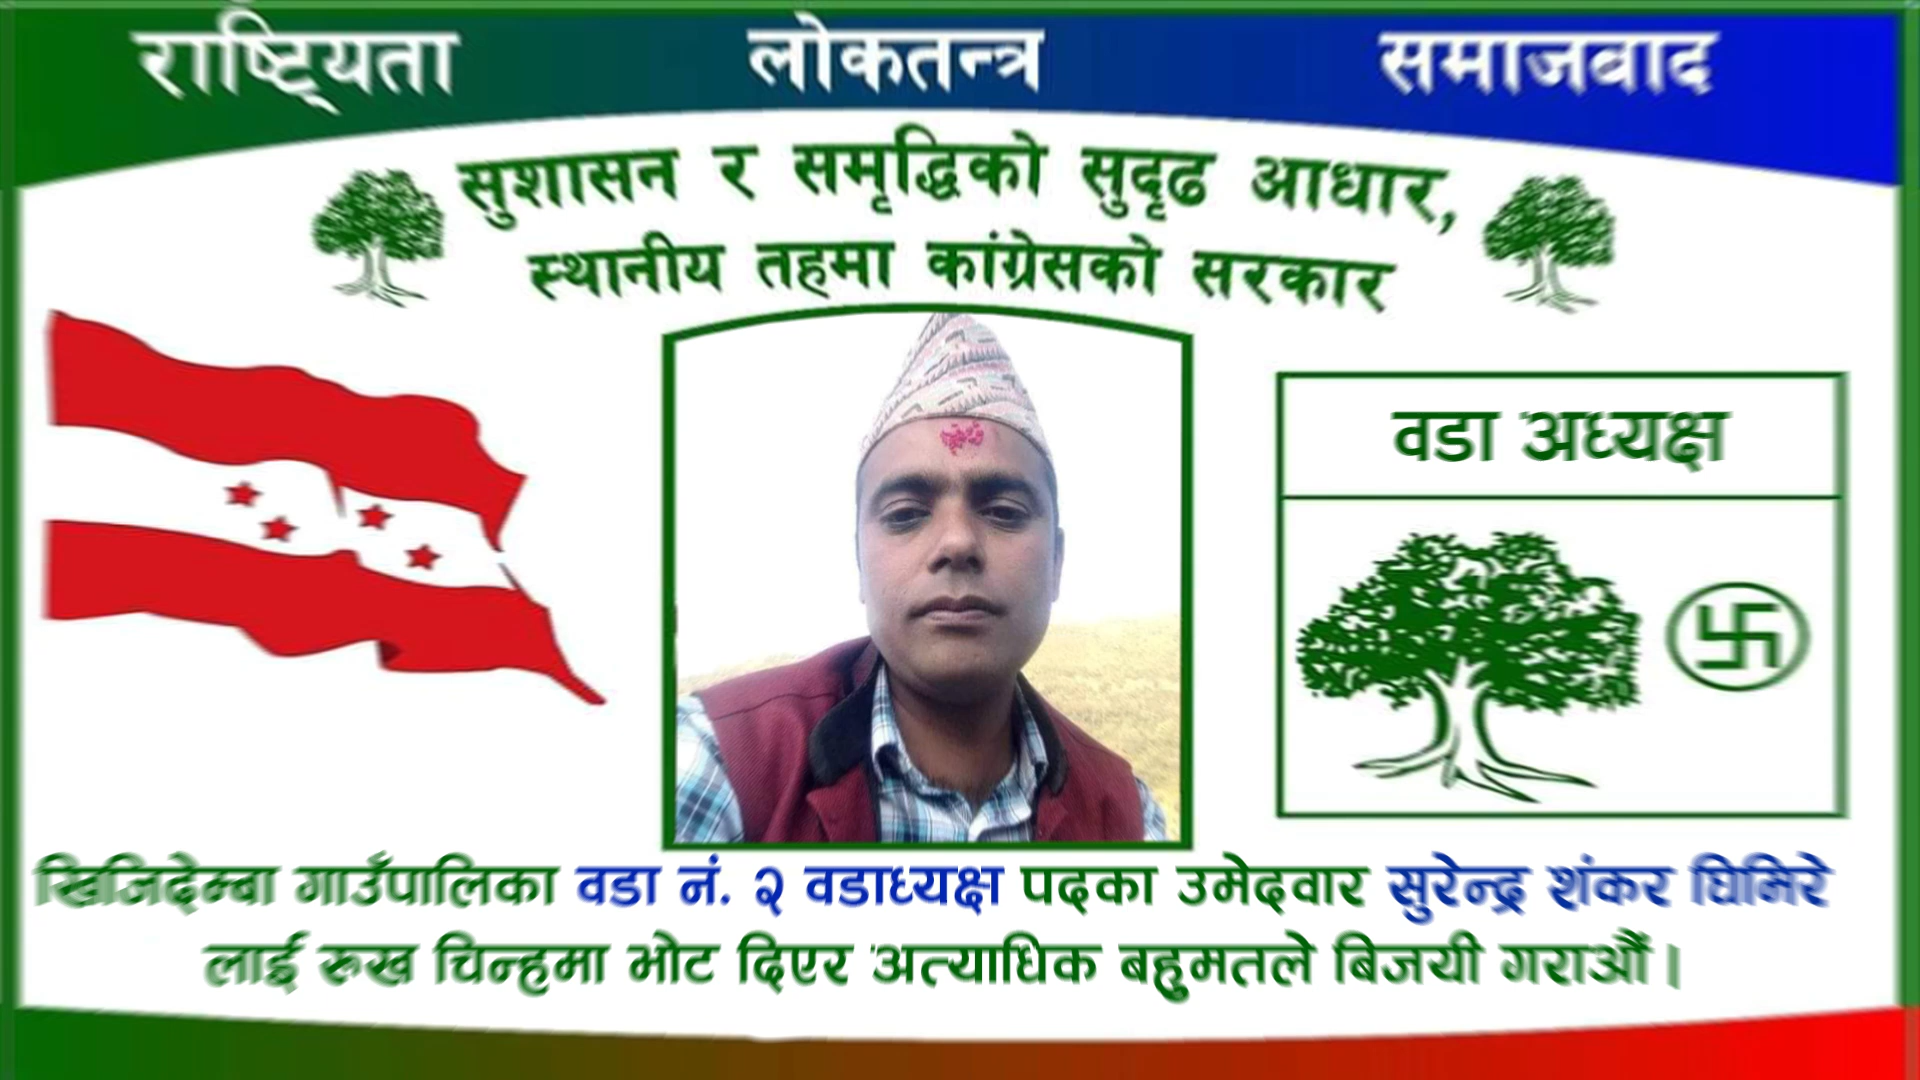 राष्ट्रियता लोकतन्त्र समाजबाद
सुशासन र समृद्धिको सुदृढ आधार,
स्थानीय तहमा कांग्रेसको सरकार
वडा अध्यक्ष
खिजिदेम्बा गाउँपालिका वडा नं. २ वडाध्यक्ष पदका उमेदवार सुरेन्द्र शंकर घिमिरे
लाई रुख चिन्हमा भोट दिएर अत्याधिक बहुमतले बिजयी गराऔं।